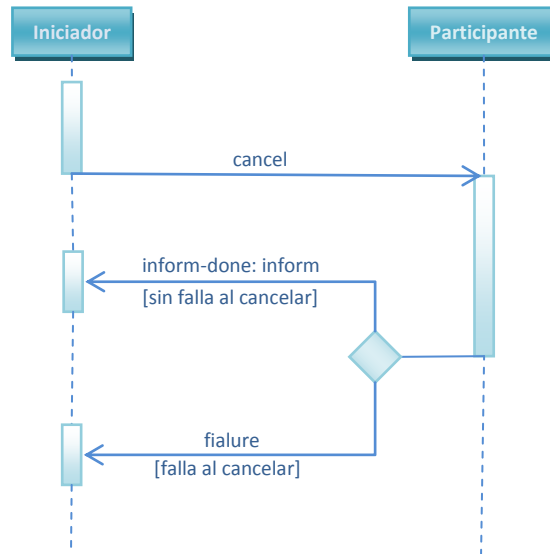 Iniciador
Participante
cancel
inform-done: inform
[sin falla al cancelar]
fialure
[falla al cancelar]